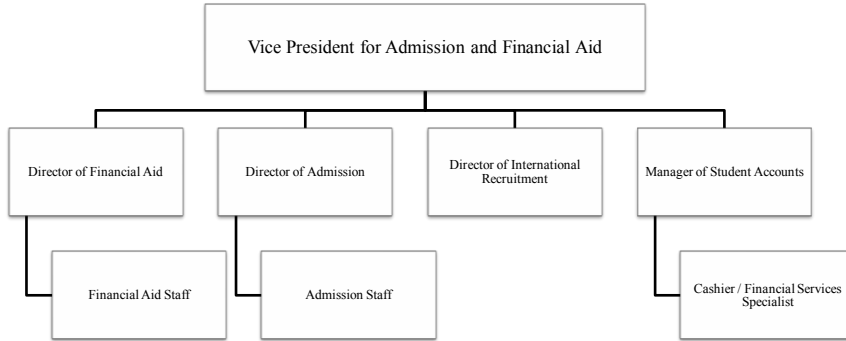 Vice President for Admission and Financial Aid
Director of Financial Aid
Director of Admission
Director of International
Recruitment
Manager of Student Accounts
Financial Aid Staff
Admission Staff
Cashier / Financial Services
Specialist